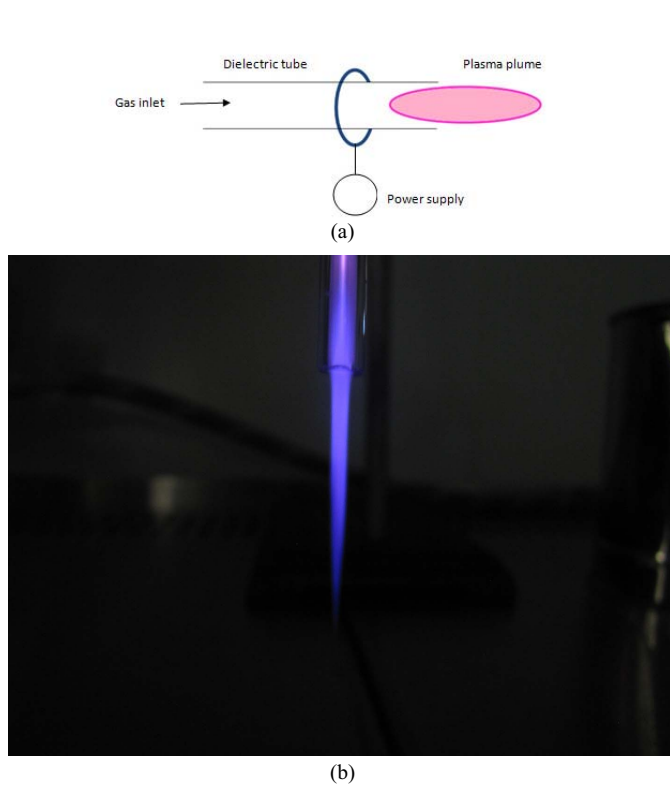 Dielectric tube
Plasma plume
Gas inlet
Power supply
(a)
(b)